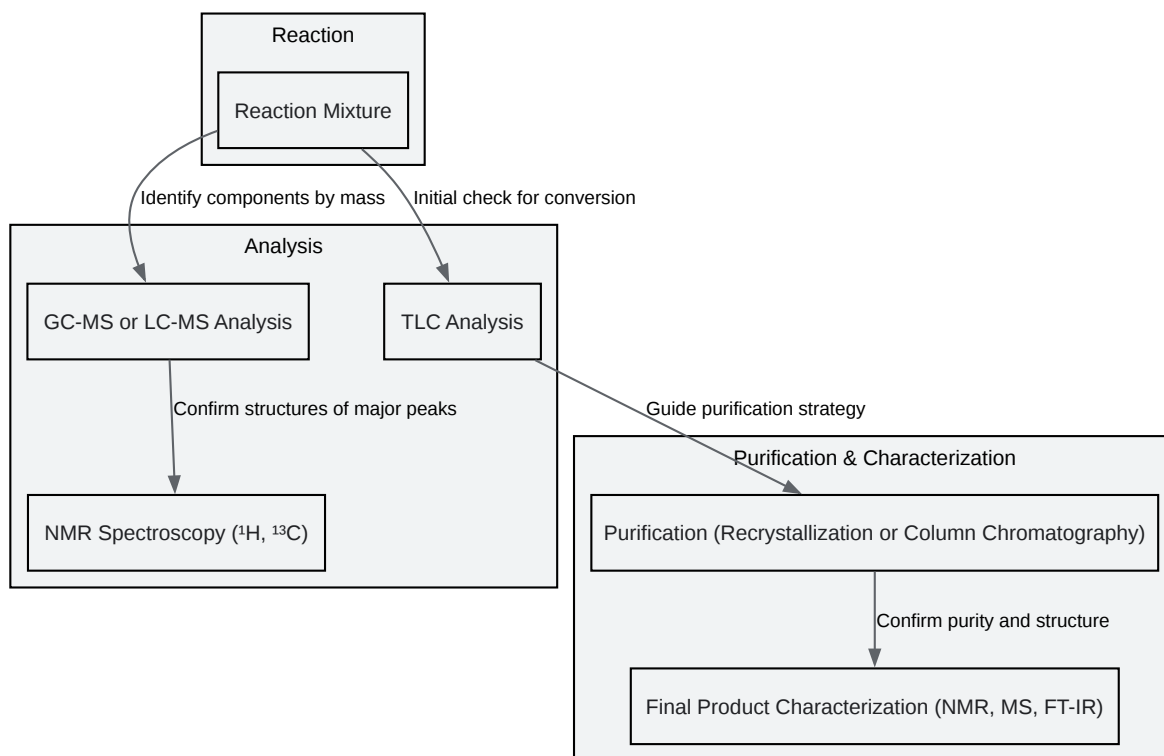 Reaction
Reaction Mixture
Identify components by mass
Initial check for conversion
Analysis
GC-MS or LC-MS Analysis
TLC Analysis
Confirm structures of major peaks
Guide purification strategy
Purification & Characterization
NMR Spectroscopy (¹H, ¹³C)
Purification (Recrystallization or Column Chromatography)
Confirm purity and structure
Final Product Characterization (NMR, MS, FT-IR)